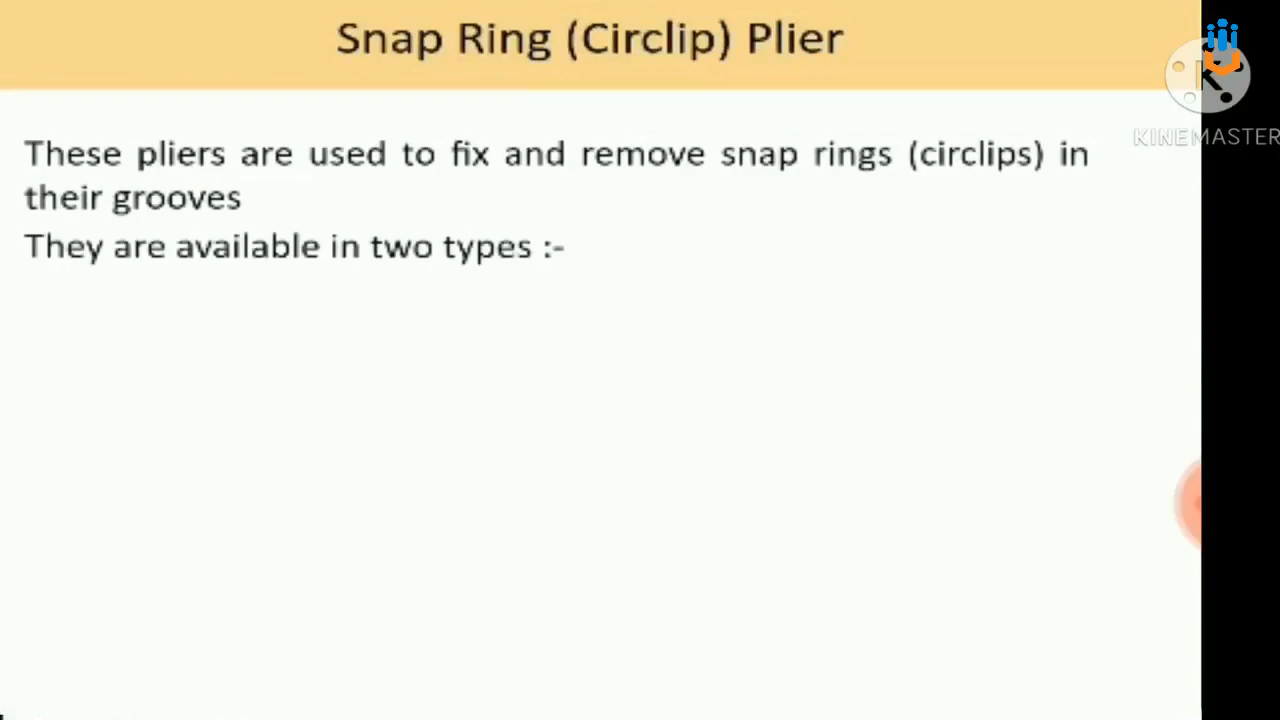 Snap Ring (Circlip) Plier
These pliers are used to fix and remove snap rings (circlips) in
their grooves
They are available in two types :-
KINEMASTER